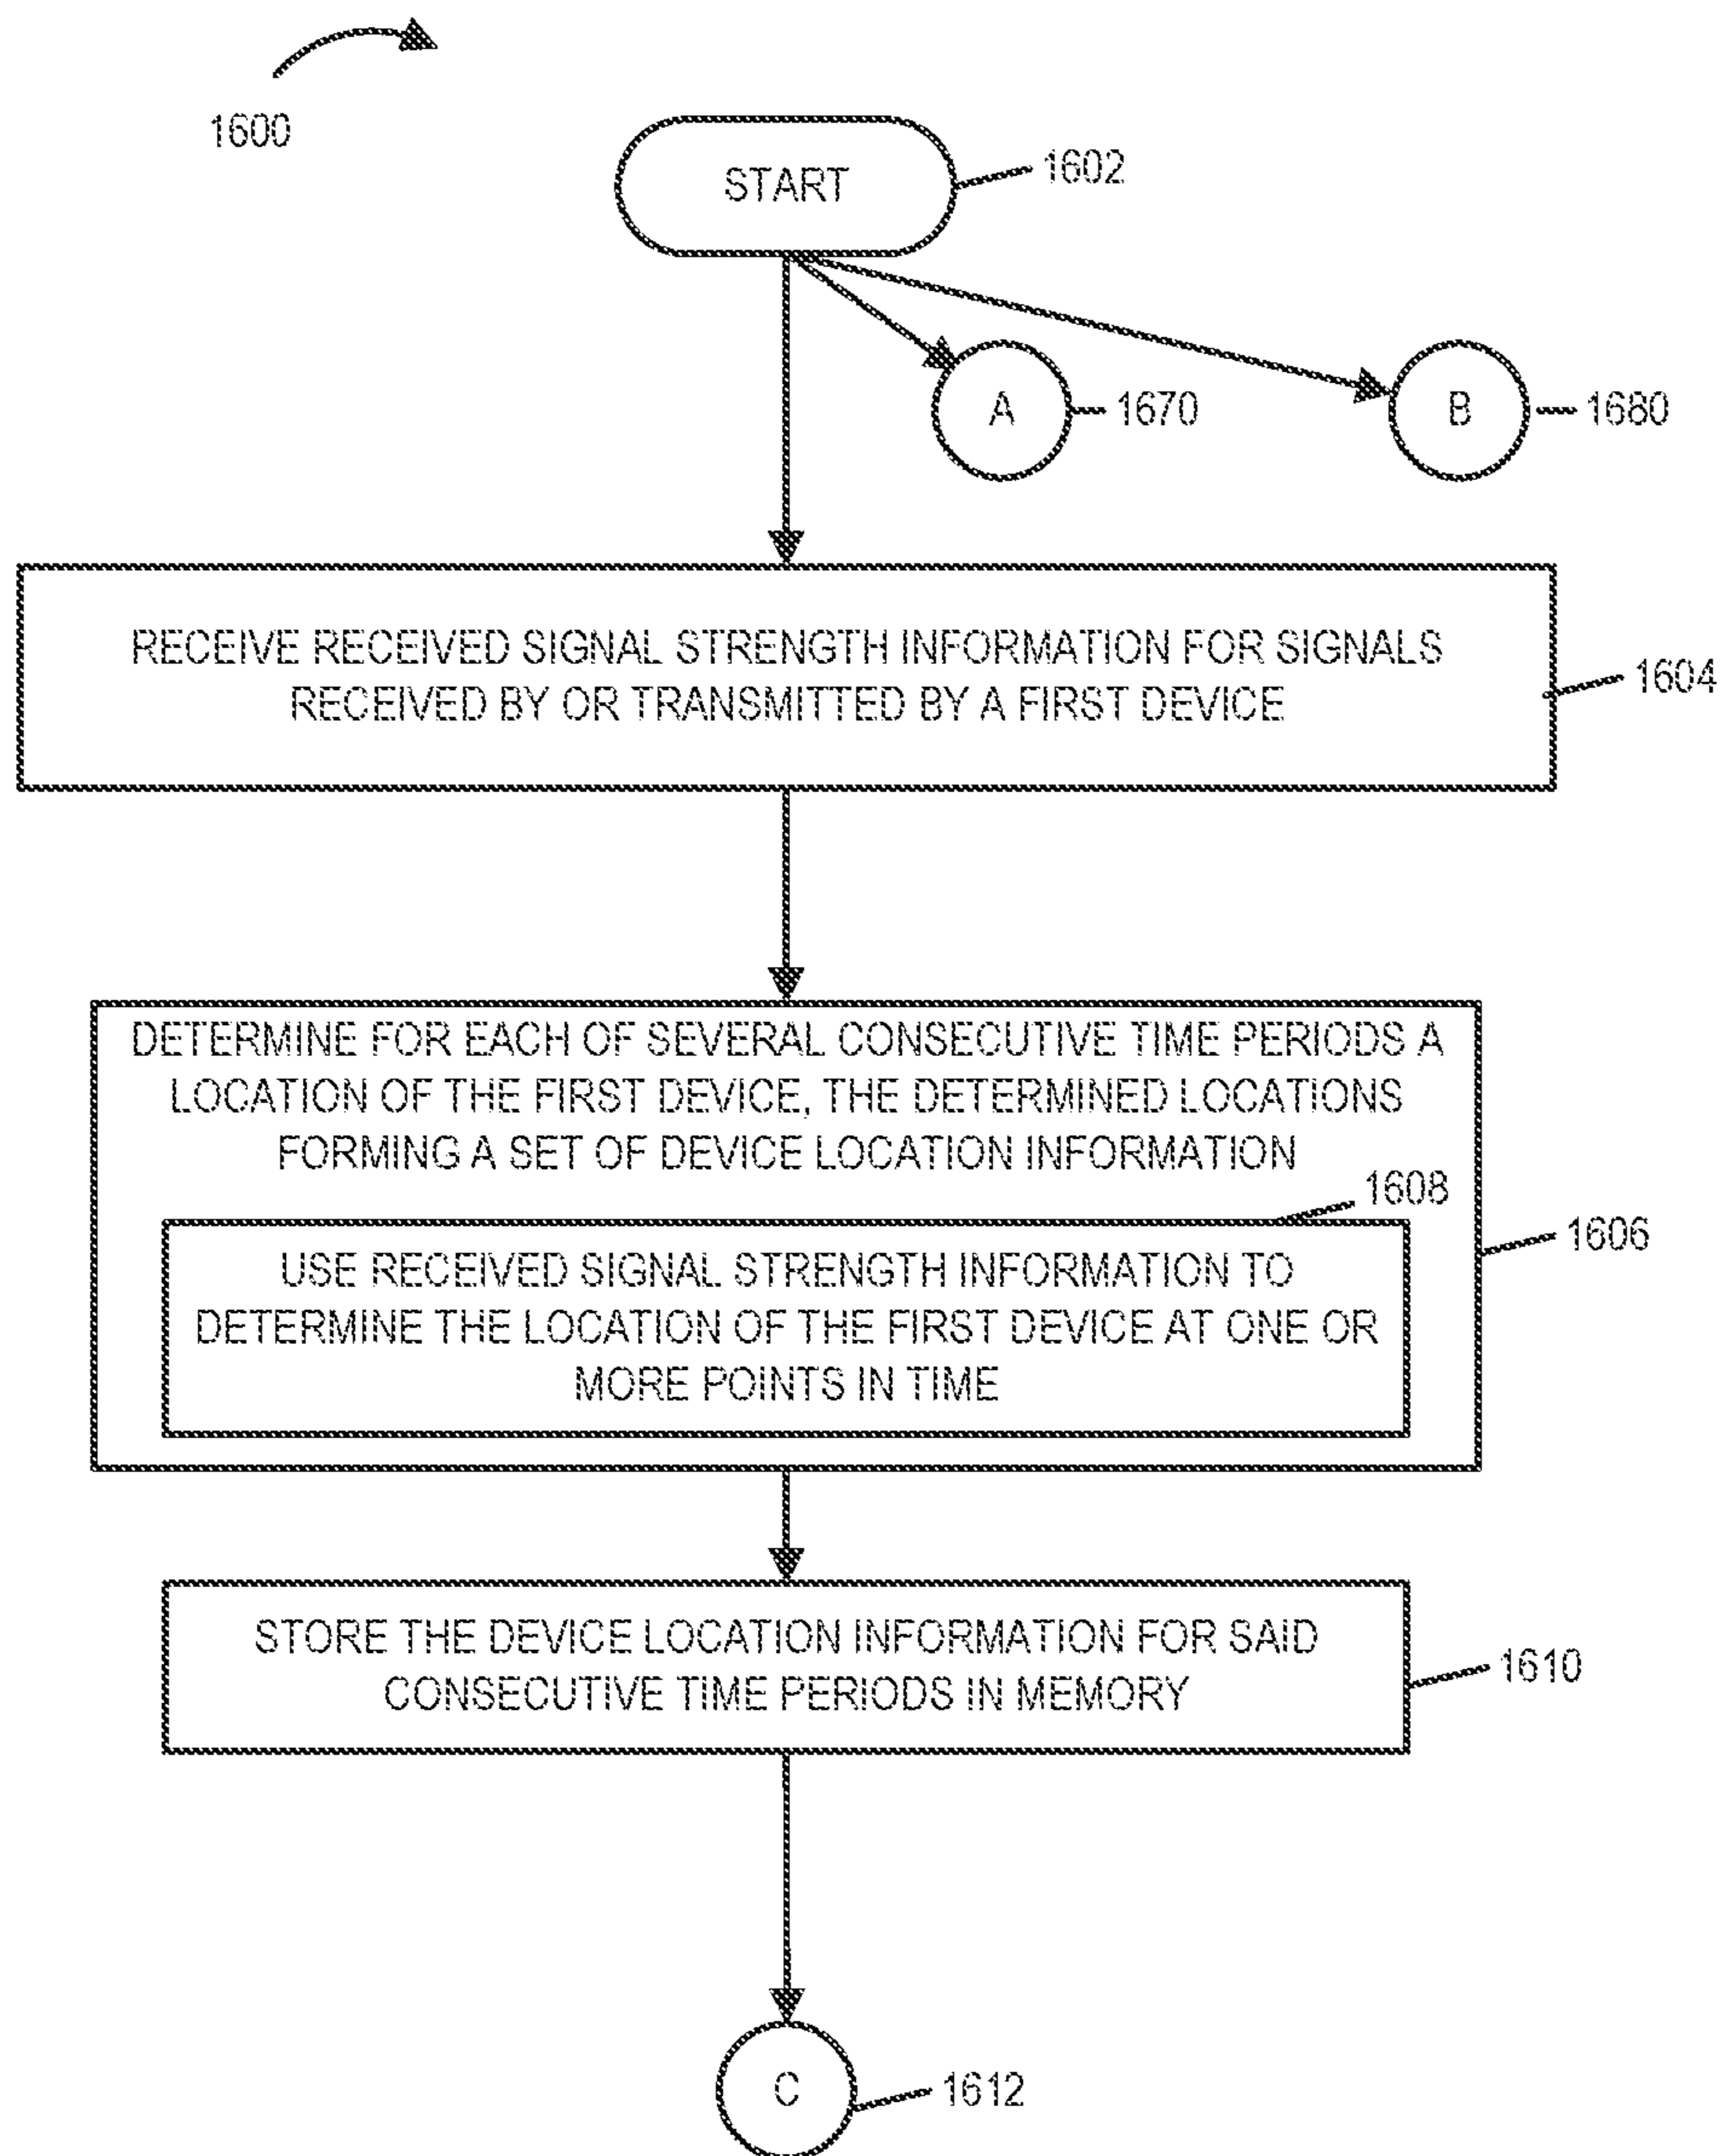 1600
START
1602
A
1670
B
1680
RECEIVE RECEIVED SIGNAL STRENGTH INFORMATION FOR SIGNALS
RECEIVED BY OR TRANSMITTED BY A FIRST DEVICE
1604
DETERMINE FOR EACH OF SEVERAL CONSECUTIVE TIME PERIODS A
LOCATION OF THE FIRST DEVICE, THE DETERMINED LOCATIONS
FORMING A SET OF DEVICE LOCATION INFORMATION
1608
1606
USE RECEIVED SIGNAL STRENGTH INFORMATION TO
DETERMINE THE LOCATION OF THE FIRST DEVICE AT ONE OR
MORE POINTS IN TIME
STORE THE DEVICE LOCATION INFORMATION FOR SAID
CONSECUTIVE TIME PERIODS IN MEMORY
1610
C
1612